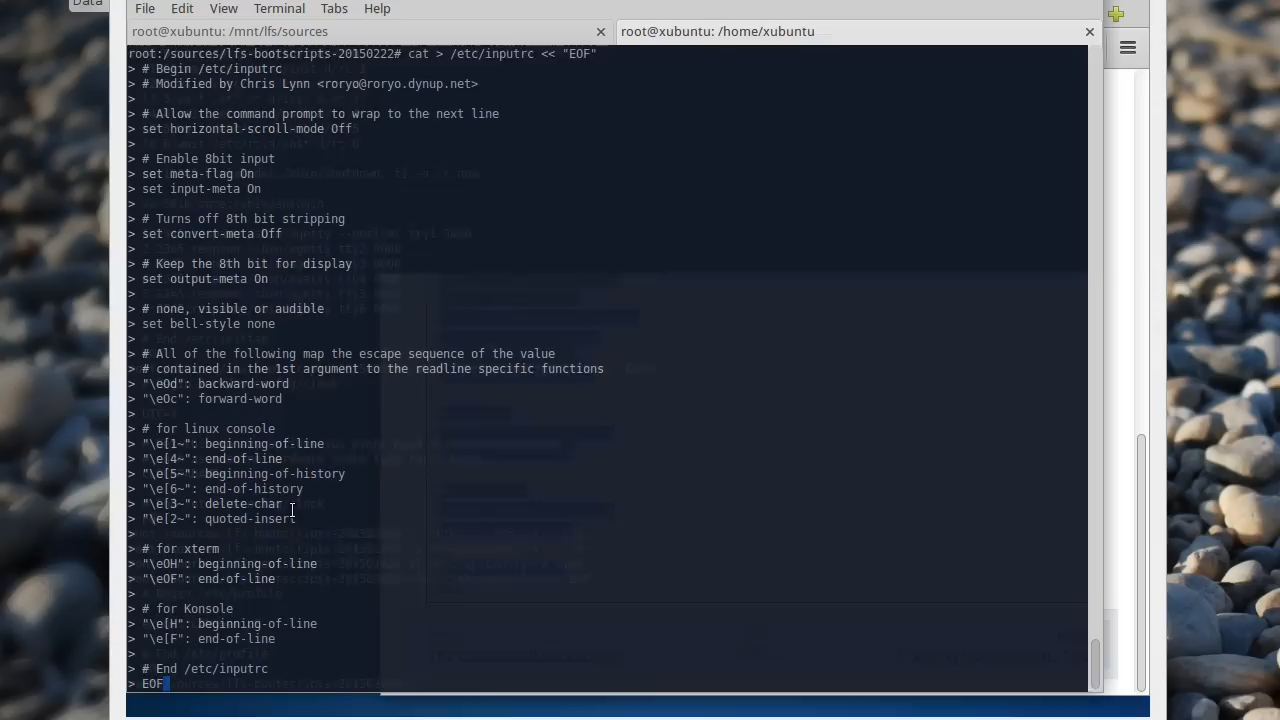 Data
File Edit View Terminal Tabs Help
root@xubuntu: /mnt/lfs/sources × root@xubuntu: /home/xubuntu ×
root:/sources/lfs-bootscripts-20150222# cat > /etc/inputrc << "EOF"
> # Begin /etc/inputrc
> # Modified by Chris Lynn <roryo@roryo.dynup.net>
>
> # Allow the command prompt to wrap to the next line
> set horizontal-scroll-mode Off
>
> # Enable 8bit input
> set meta-flag On
> set input-meta On
>
> # Turns off 8th bit stripping
> set convert-meta Off
>
> # Keep the 8th bit for display
> set output-meta On
>
> # none, visible or audible
> set bell-style none
>
> # All of the following map the escape sequence of the value
> # contained in the 1st argument to the readline specific functions
> "\eOd": backward-word
> "\eOc": forward-word
>
> # for linux console
> "\e[1~": beginning-of-line
> "\e[4~": end-of-line
> "\e[5~": beginning-of-history
> "\e[6~": end-of-history
> "\e[3~": delete-char
> "\e[2~": quoted-insert
>
> # for xterm
> "\eOH": beginning-of-line
> "\eOF": end-of-line
>
> # for Konsole
> "\e[H": beginning-of-line
> "\e[F": end-of-line
>
> # End /etc/inputrc
> EOF